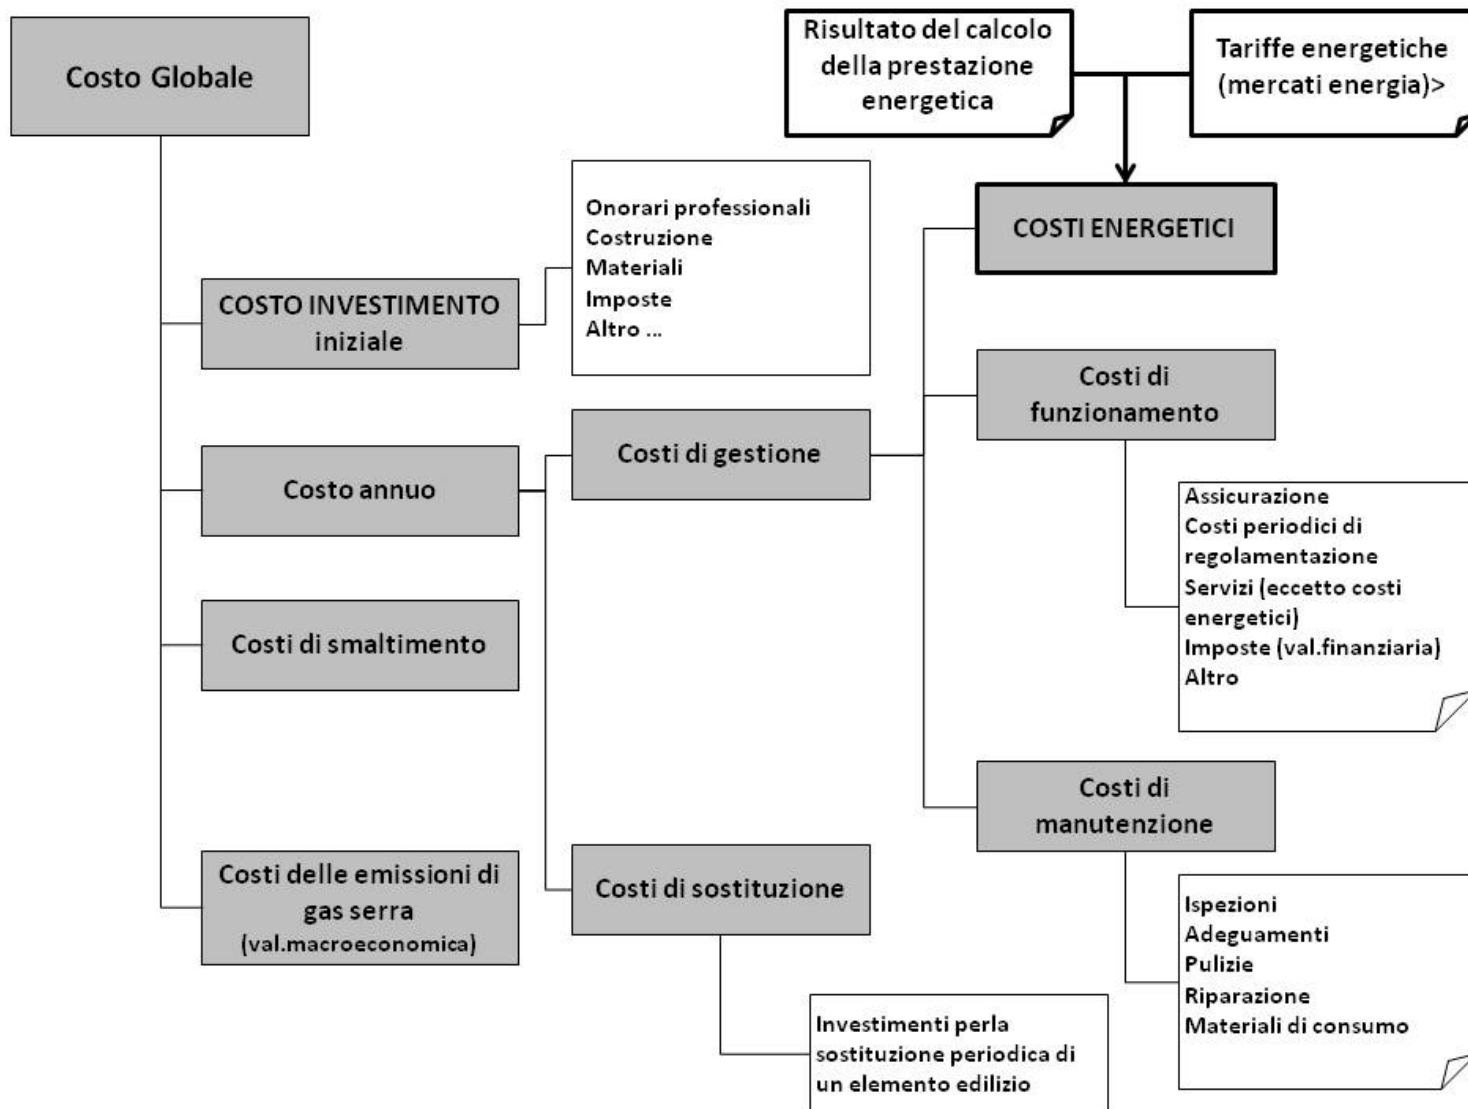 Costo Globale
Risultato del calcolo
della prestazione
energetica
Tariffe energetiche
(mercati energia)>
COSTI ENERGETICI
Onorari professionali
Costruzione
Materiali
Imposte
Altro ...
COSTO INVESTIMENTO
iniziale
Costi di
funzionamento
Costi di gestione
Costo annuo
Assicurazione
Costi periodici di
regolamentazione
Servizi (eccetto costi
energetici)
Imposte (val.finanziaria)
Altro
Costi di smaltimento
Costi di
manutenzione
Costi delle emissioni di
gas serra
(val.macroeconomica)
Costi di sostituzione
Ispezioni
Adeguamenti
Pulizie
Riparazione
Materiali di consumo
Investimenti perla
sostituzione periodica di
un elemento edilizio